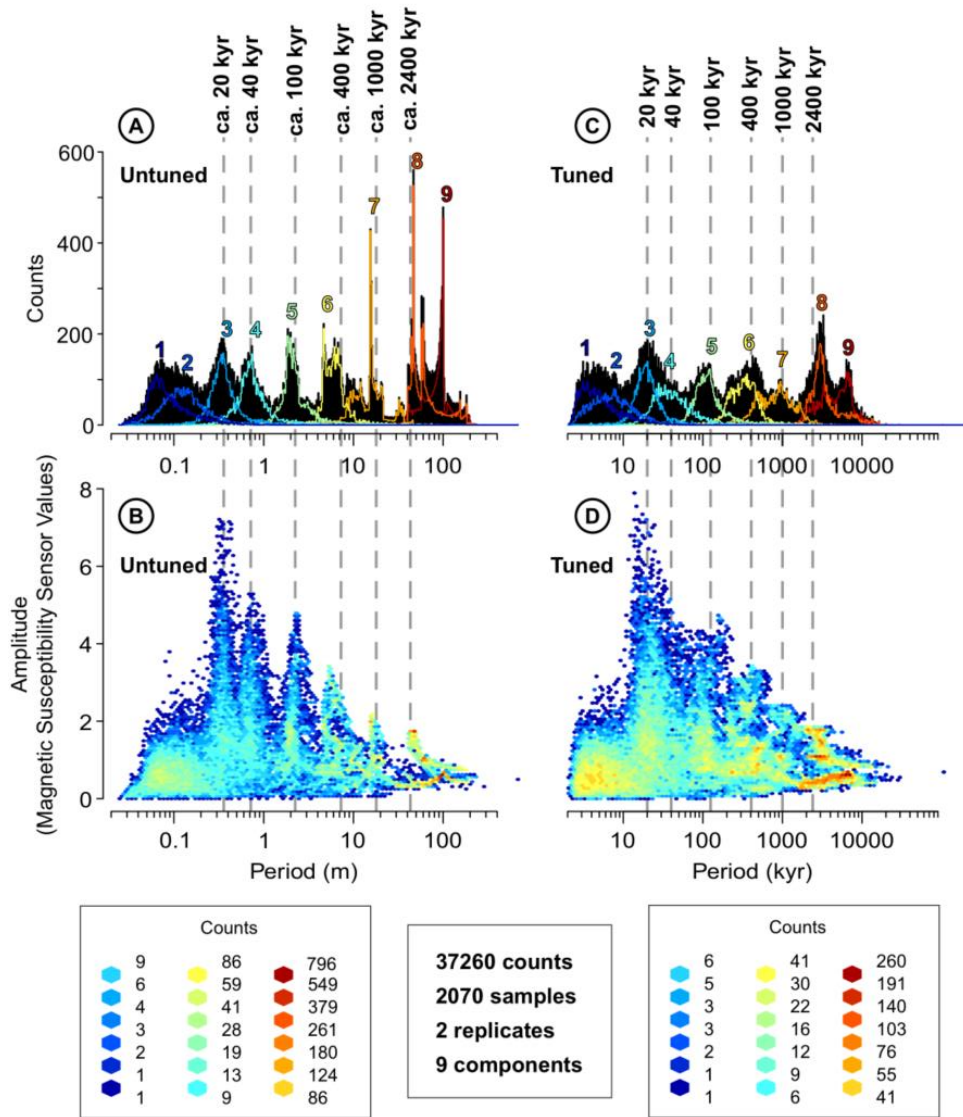 ca. 20 kyr
ca. 40 kyr
ca. 100 kyr
ca. 400 kyr
ca. 1000 kyr
ca. 2400 kyr
20 kyr
40 kyr
100 kyr
400 kyr
1000 kyr
2400 kyr
A
Untuned
C
Tuned
Counts
600
400
200
0
1
2
3
4
5
6
7
8
9
1
2
3
4
5
6
7
8
9
0.1 1 10 100
10 100 1000 10000
B
Untuned
D
Tuned
Amplitude
(Magnetic Susceptibility Sensor Values)
8
6
4
2
0
0.1 1 10 100
Period (m)
10 100 1000 10000
Period (kyr)
Counts
9 86 796
6 59 549
4 41 379
3 28 261
2 19 180
1 13 124
1 9 86
37260 counts
2070 samples
2 replicates
9 components
Counts
6 41 260
5 30 191
3 22 140
3 16 103
2 12 76
1 9 55
1 6 41